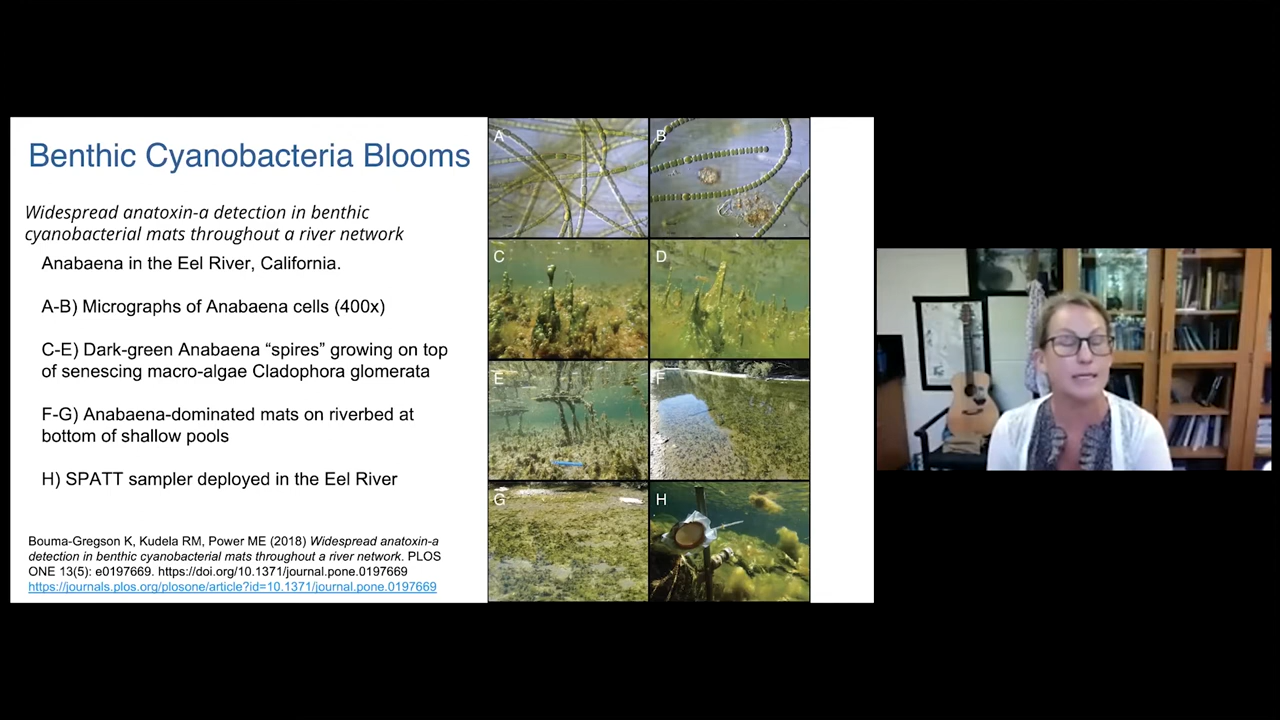 Benthic Cyanobacteria Blooms
Widespread anatoxin-a detection in benthic
cyanobacterial mats throughout a river network
Anabaena in the Eel River, California.
A-B) Micrographs of Anabaena cells (400x)
C-E) Dark-green Anabaena “spires” growing on top
of senescing macro-algae Cladophora glomerata
F-G) Anabaena-dominated mats on riverbed at
bottom of shallow pools
H) SPATT sampler deployed in the Eel River
Bouma-Gregson K, Kudela RM, Power ME (2018) Widespread anatoxin-a
detection in benthic cyanobacterial mats throughout a river network. PLOS
ONE 13(5): e0197669. https://doi.org/10.1371/journal.pone.0197669
https://journals.plos.org/plosone/article?id=10.1371/journal.pone.0197669
A
B
C
D
E
F
G
H